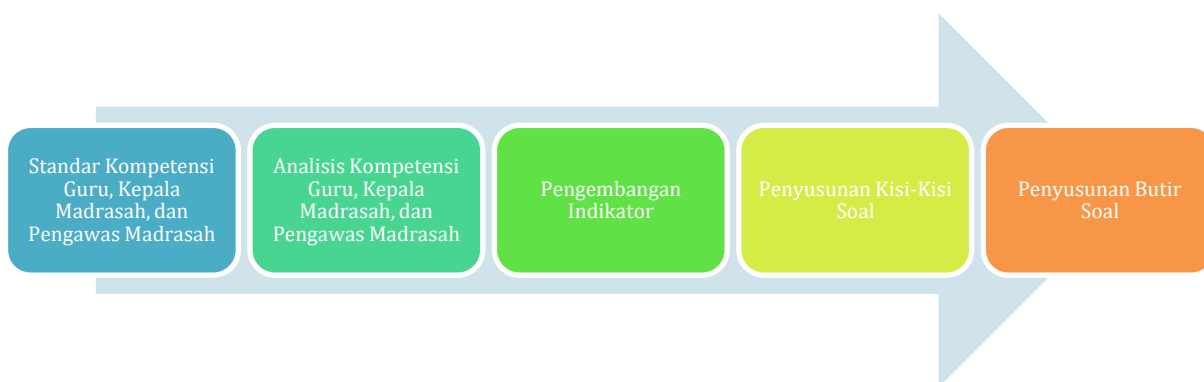 Standar Kompetensi
Guru, Kepala
Madrasah, dan
Pengawas Madrasah
Analisis Kompetensi
Guru, Kepala
Madrasah, dan
Pengawas Madrasah
Pengembangan
Indikator
Penyusunan Kisi-Kisi
Soal
Penyusunan Butir
Soal